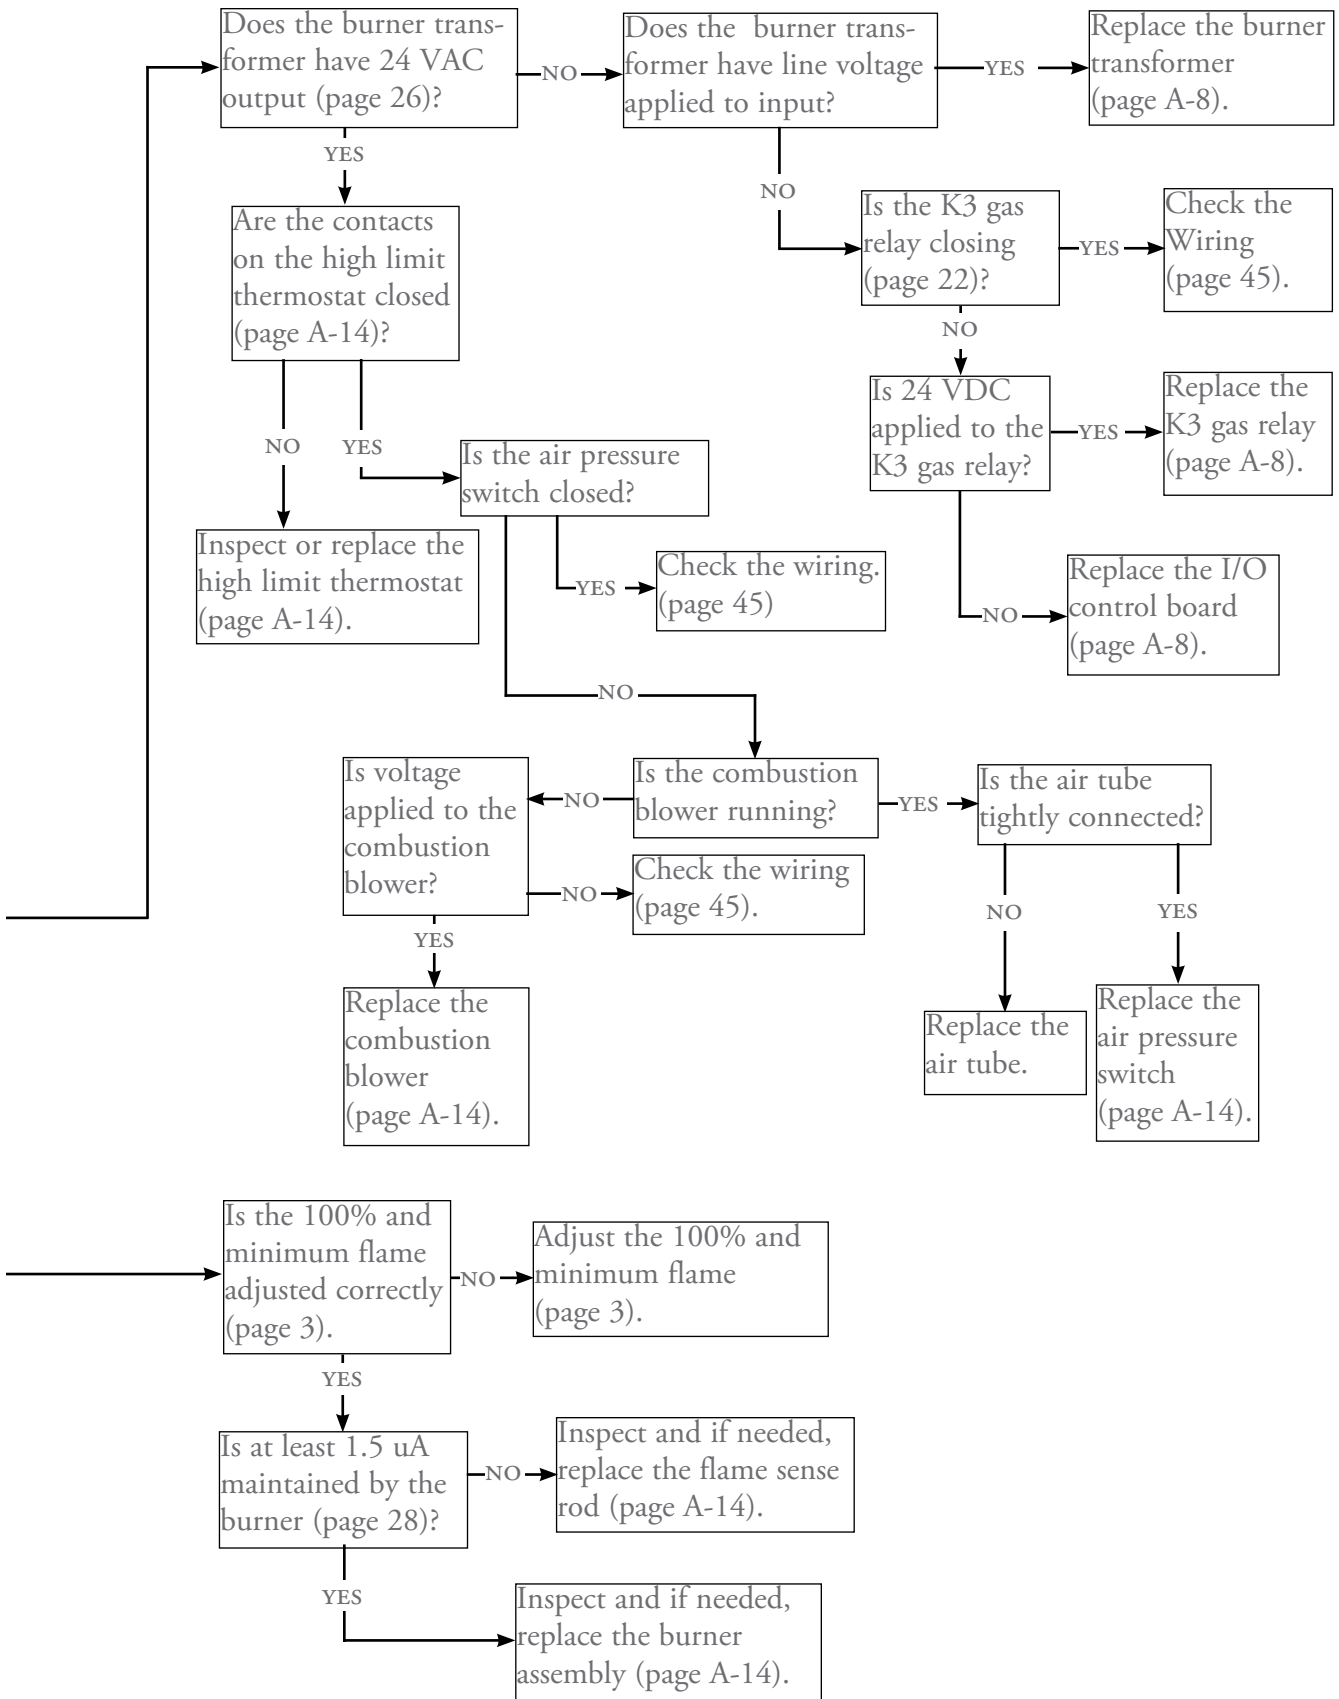 Does the burner trans-
former have 24 VAC
output (page 26)?
NO
Does the burner trans-
former have line voltage
applied to input?
YES
Replace the burner
transformer
(page A-8).
YES
NO
Are the contacts
on the high limit
thermostat closed
(page A-14)?
Is the K3 gas
relay closing
(page 22)?
YES
Check the
Wiring
(page 45).
NO
Is 24 VDC
applied to the
K3 gas relay?
YES
Replace the
K3 gas relay
(page A-8).
NO
YES
Is the air pressure
switch closed?
Inspect or replace the
high limit thermostat
(page A-14).
YES
Check the wiring.
(page 45)
NO
Replace the I/O
control board
(page A-8).
NO
Is voltage
applied to the
combustion
blower?
NO
Is the combustion
blower running?
YES
Is the air tube
tightly connected?
NO
Check the wiring
(page 45).
YES
NO
YES
Replace the
combustion
blower
(page A-14).
Replace the
air tube.
Replace the
air pressure
switch
(page A-14).
Is the 100% and
minimum flame
adjusted correctly
(page 3).
NO
Adjust the 100% and
minimum flame
(page 3).
YES
Is at least 1.5 uA
maintained by the
burner (page 28)?
NO
Inspect and if needed,
replace the flame sense
rod (page A-14).
YES
Inspect and if needed,
replace the burner
assembly (page A-14).